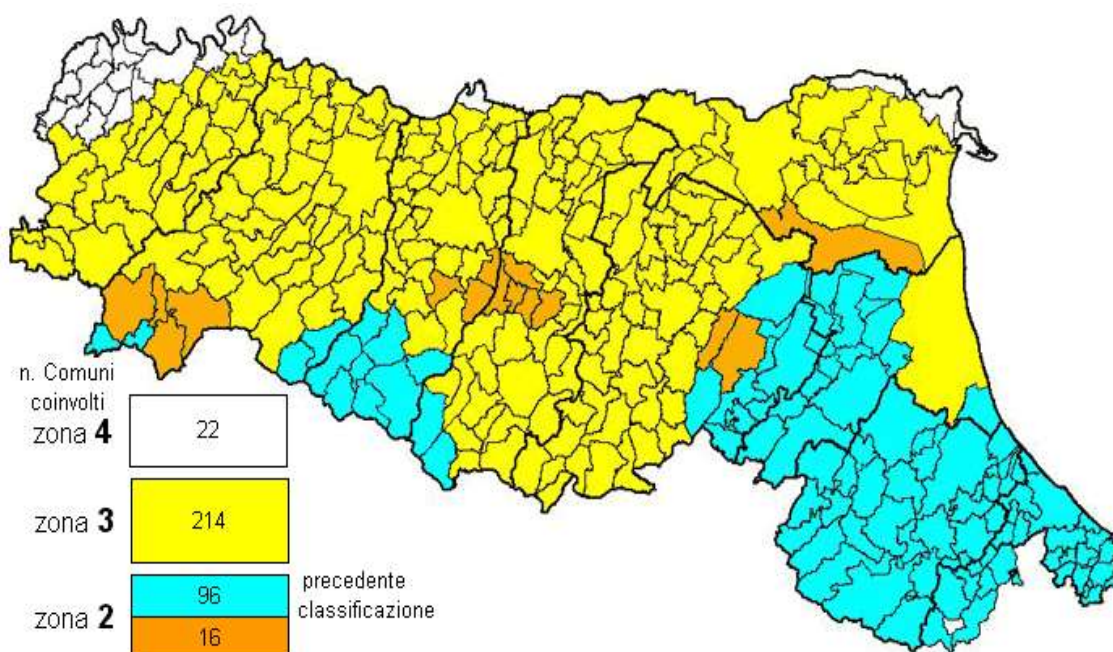 n. Comuni
coinvolti
zona 4
22
zona 3
214
zona 2
96
16
precedente
classificazione